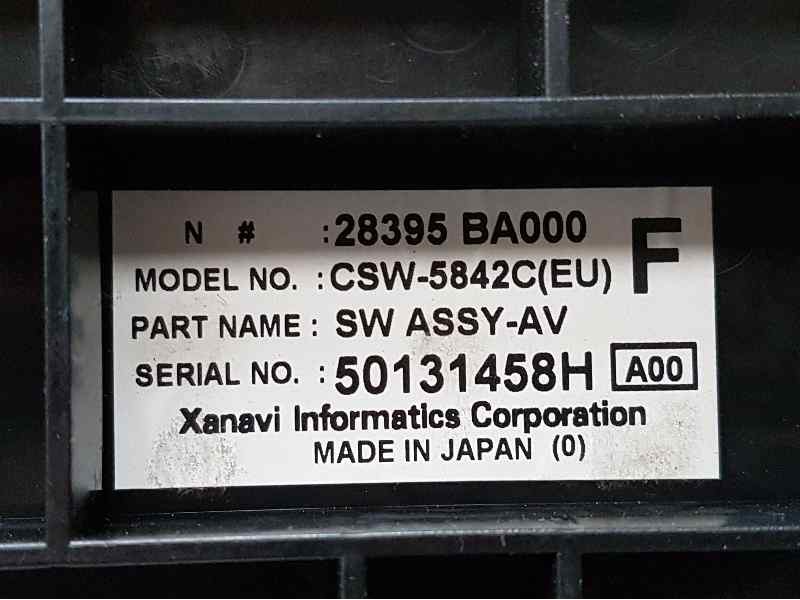 N # : 28395 BA000 F
MODEL NO. : CSW-5842C(EU)
PART NAME : SW ASSY-AV
SERIAL NO. : 50131458H A00
Xanavi Informatics Corporation
MADE IN JAPAN (0)